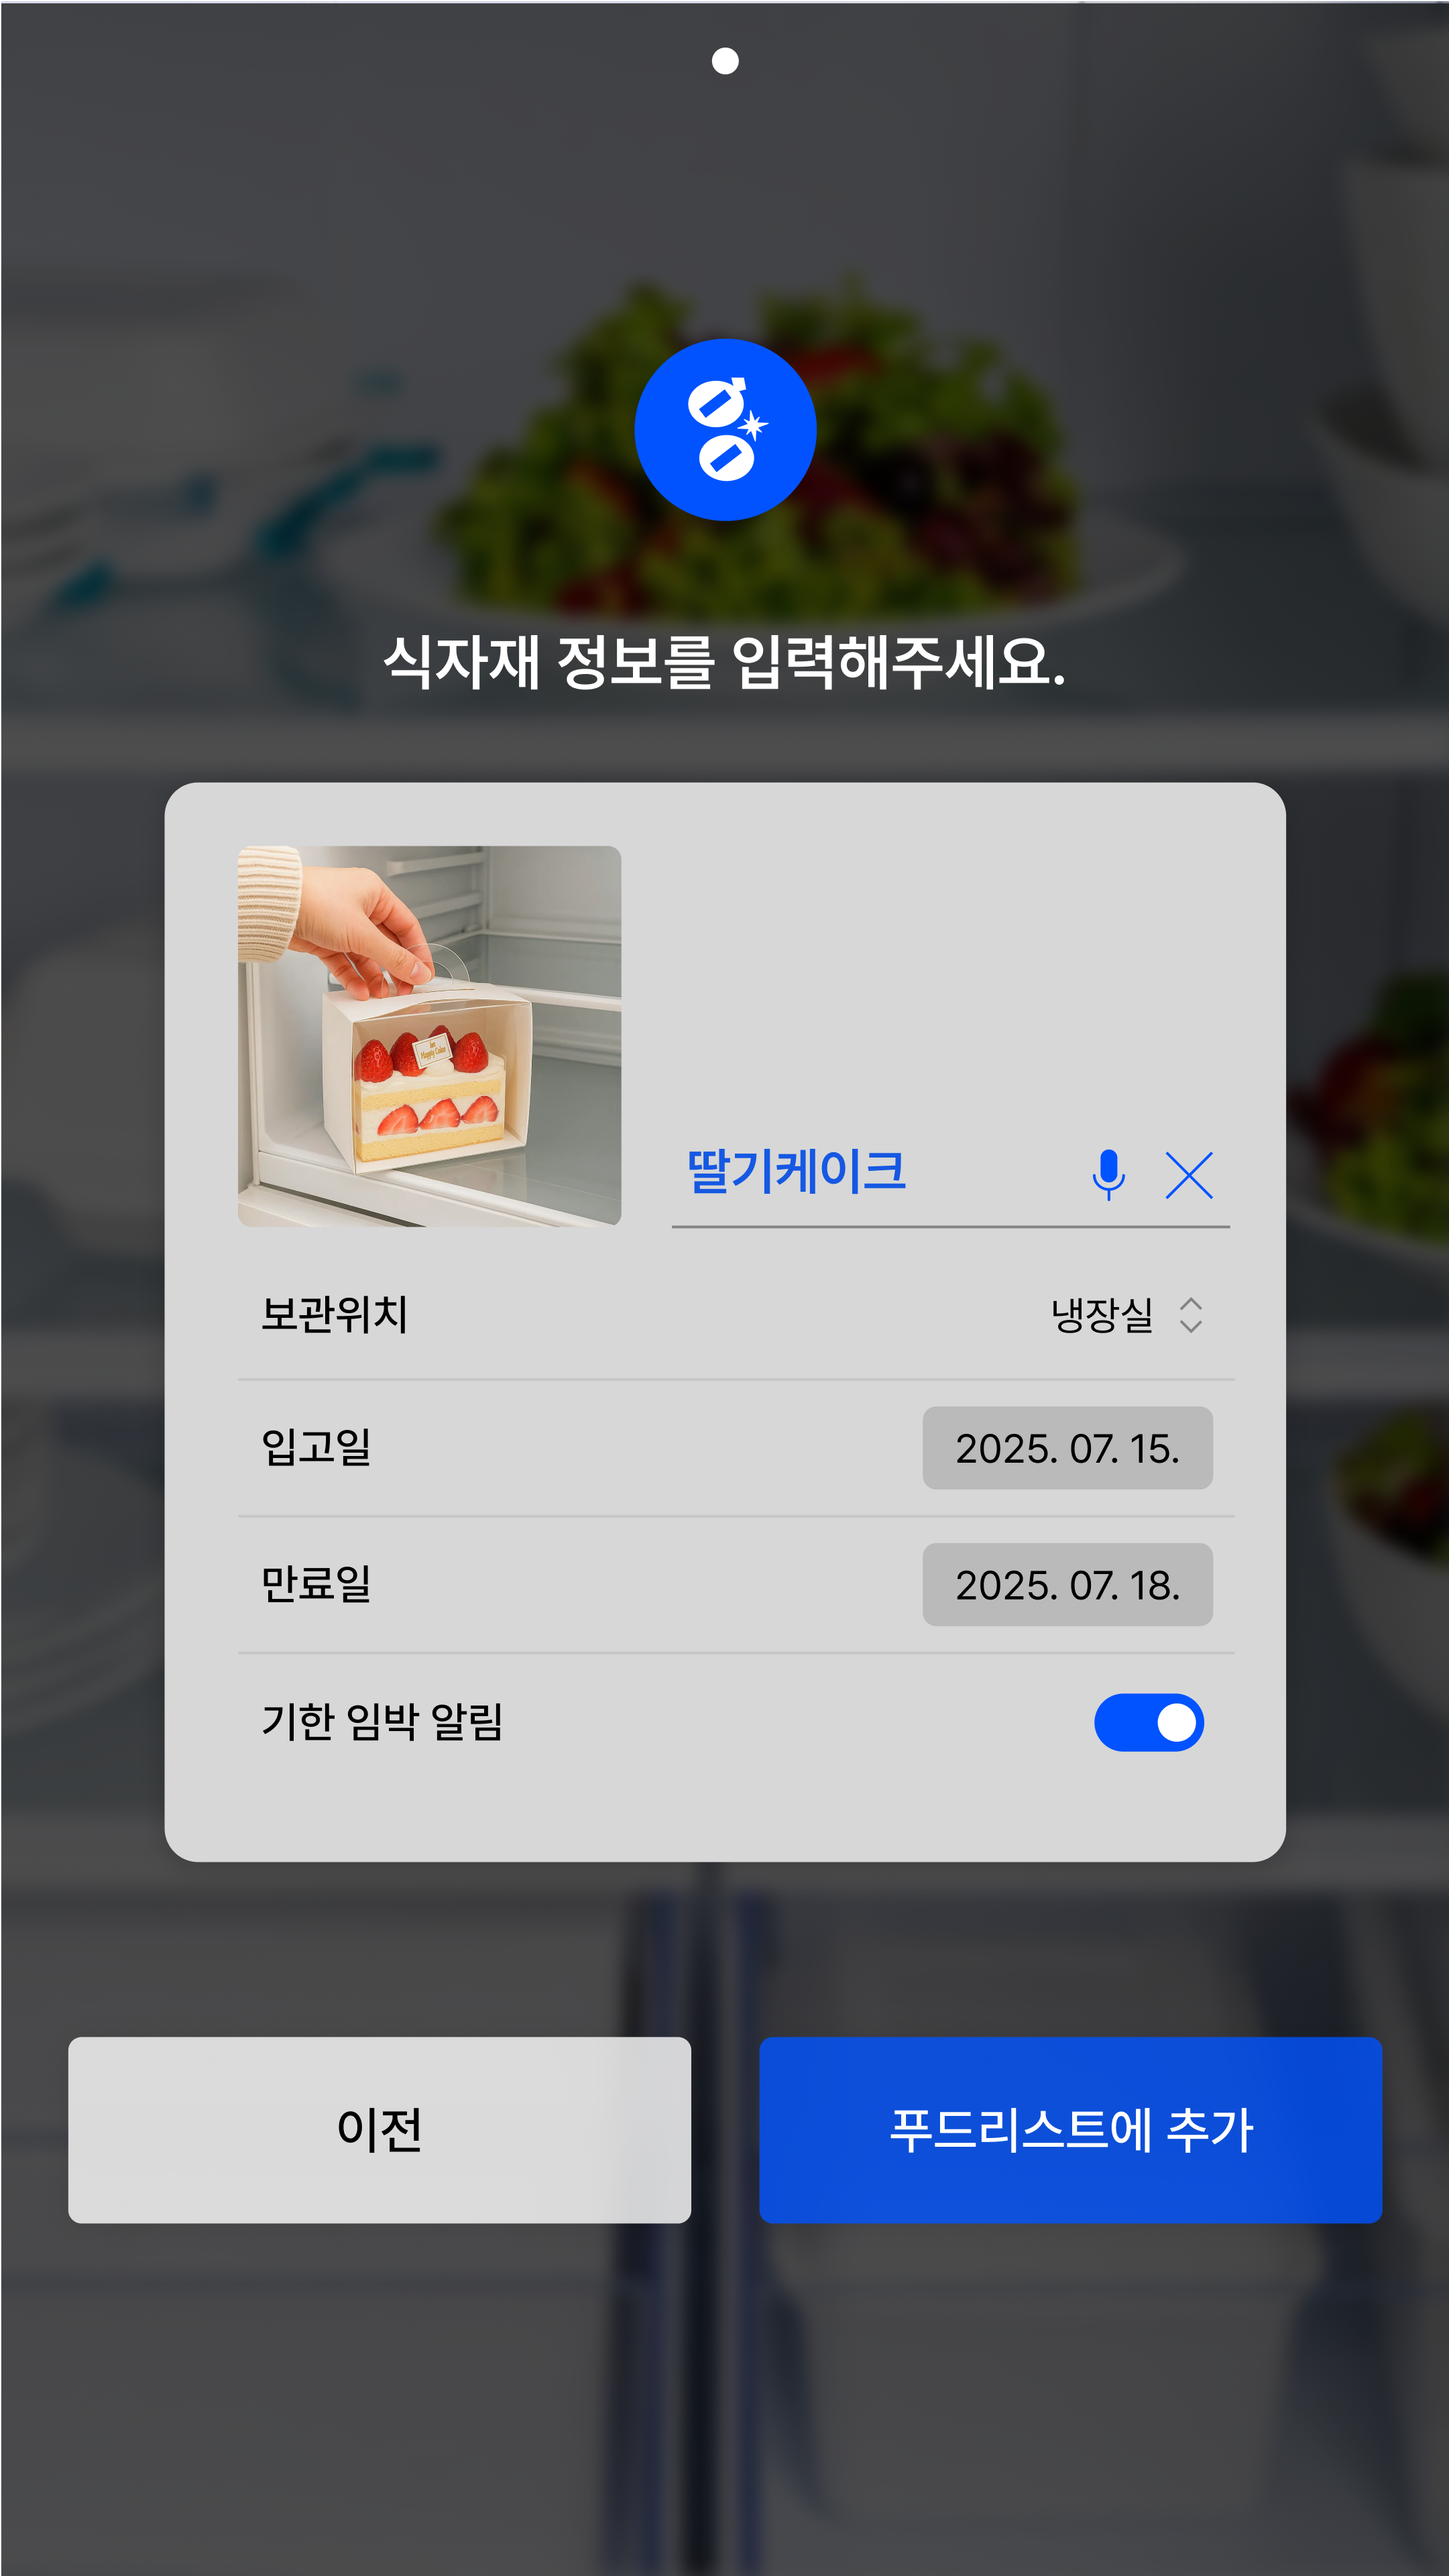 식자재 정보를 입력해주세요.
딸기케이크
보관위치 냉장실
입고일 2025. 07. 15.
만료일 2025. 07. 18.
기한 임박 알림
이전 푸드리스트에 추가